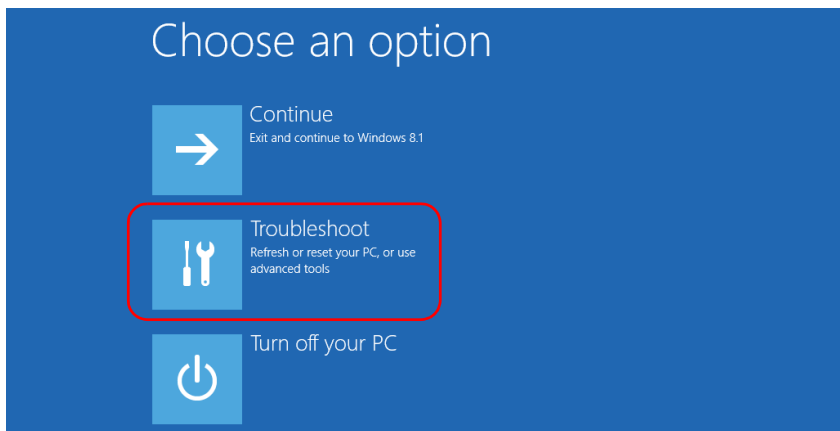 Choose an option
Continue
Exit and continue to Windows 8.1
Troubleshoot
Refresh or reset your PC, or use
advanced tools
Turn off your PC